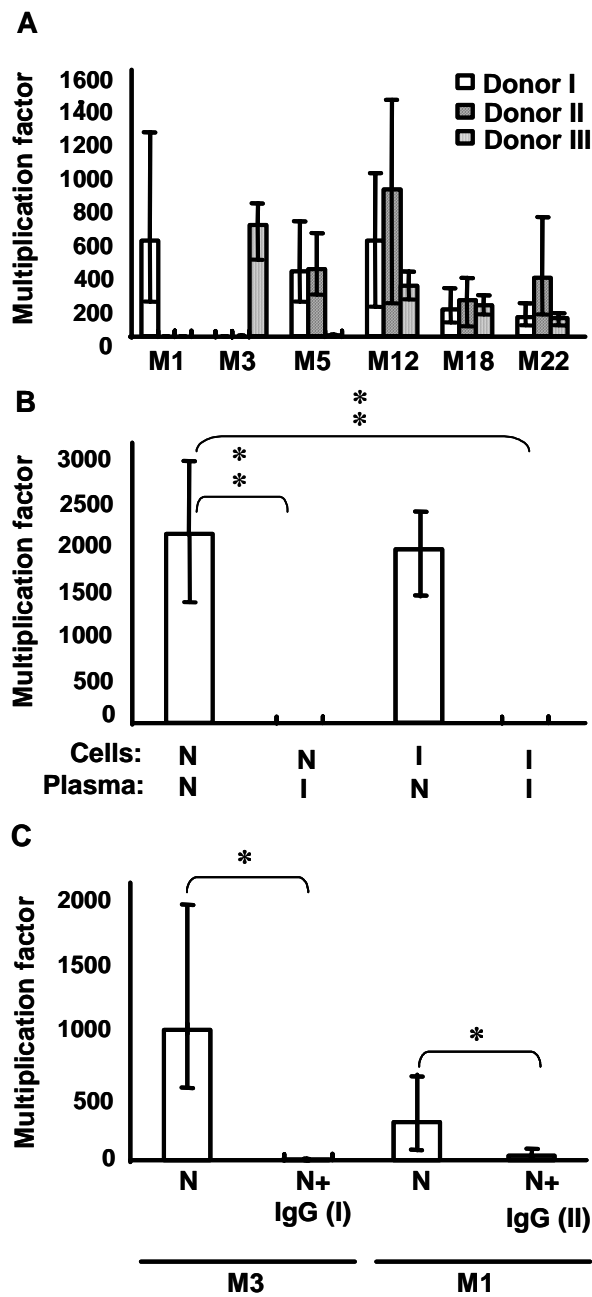 A
Multiplication factor
1600
1400
1200
1000
800
600
400
200
0
Donor I
Donor II
Donor III
M1 M3 M5 M12 M18 M22
B
Multiplication factor
3000
2500
2000
1500
1000
500
0
*
*
*
*
Cells: N N I I
Plasma: N I N I
C
Multiplication factor
2000
1500
1000
500
0
*
*
N N+ N N+
IgG (I) IgG (II)
M3 M1